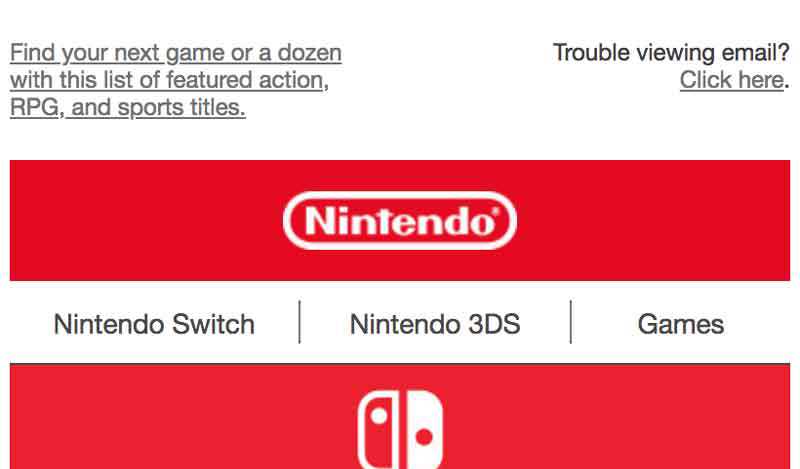 Find your next game or a dozen
with this list of featured action,
RPG, and sports titles.
Trouble viewing email?
Click here.
Nintendo®
Nintendo Switch | Nintendo 3DS | Games